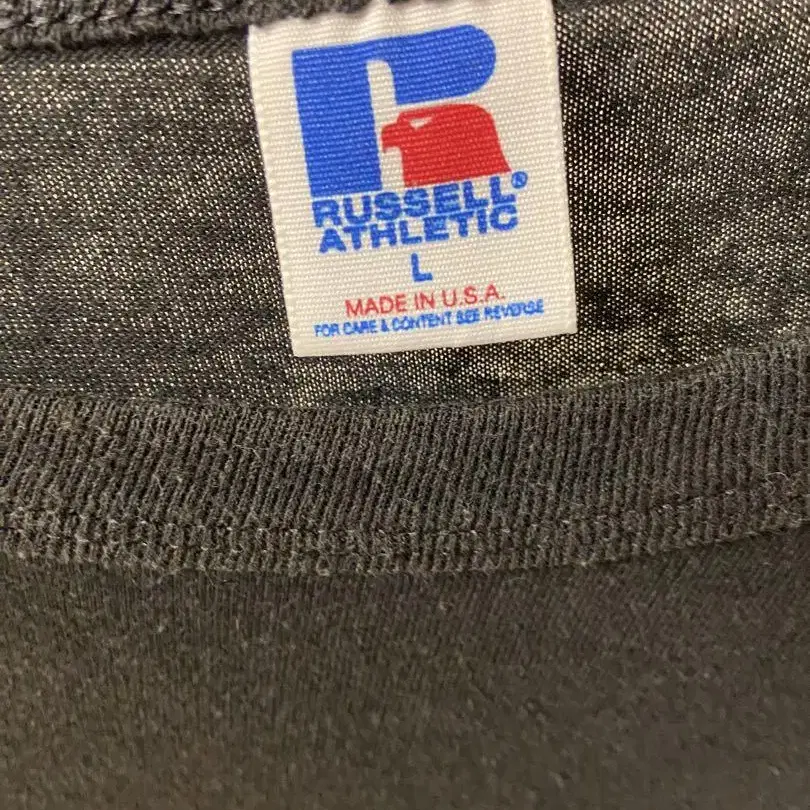 RUSSELL®
ATHLETIC
L
MADE IN U.S.A.
FOR CARE & CONTENT SEE REVERSE